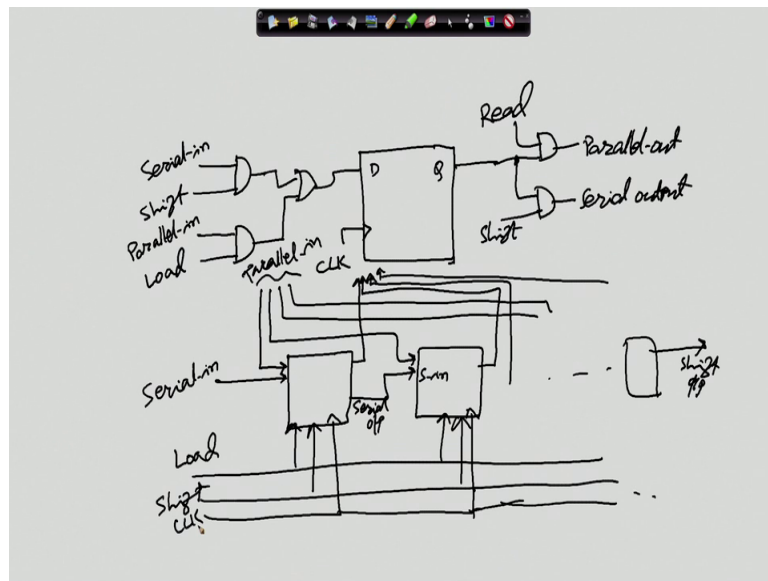 Read
Parallel-out
Serial-in
D
Q
Shift
Serial output
Parallel-in
Shift
Load
CLK
Parallel-in
Serial-in
S-in
Serial
o/p
Shift
o/p
Load
Shift
CLK